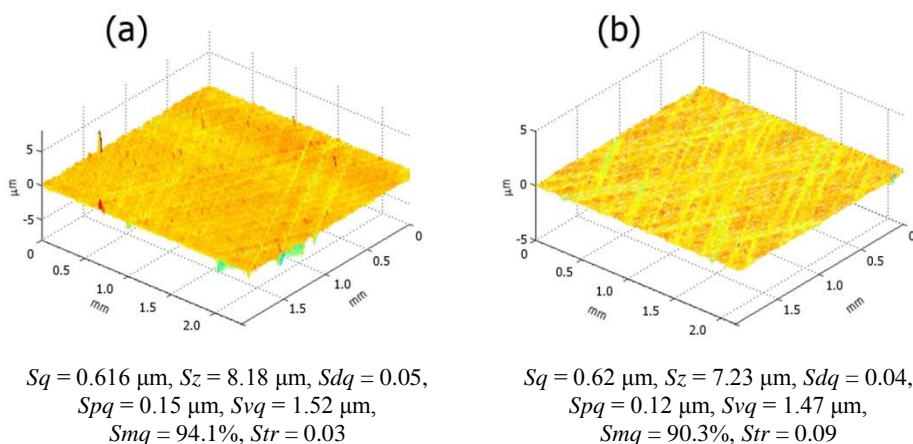 (a)
5
0
-5
μm
0
0.5
1.0
1.5
2.0
mm
0
0.5
1.0
1.5
mm
(b)
5
0
-5
μm
0
0.5
1.0
1.5
2.0
mm
0
0.5
1.0
1.5
mm
Sq = 0.616 μm, Sz = 8.18 μm, Sdq = 0.05,
Spq = 0.15 μm, Svq = 1.52 μm,
Smq = 94.1%, Str = 0.03
Sq = 0.62 μm, Sz = 7.23 μm, Sdq = 0.04,
Spq = 0.12 μm, Svq = 1.47 μm,
Smq = 90.3%, Str = 0.09